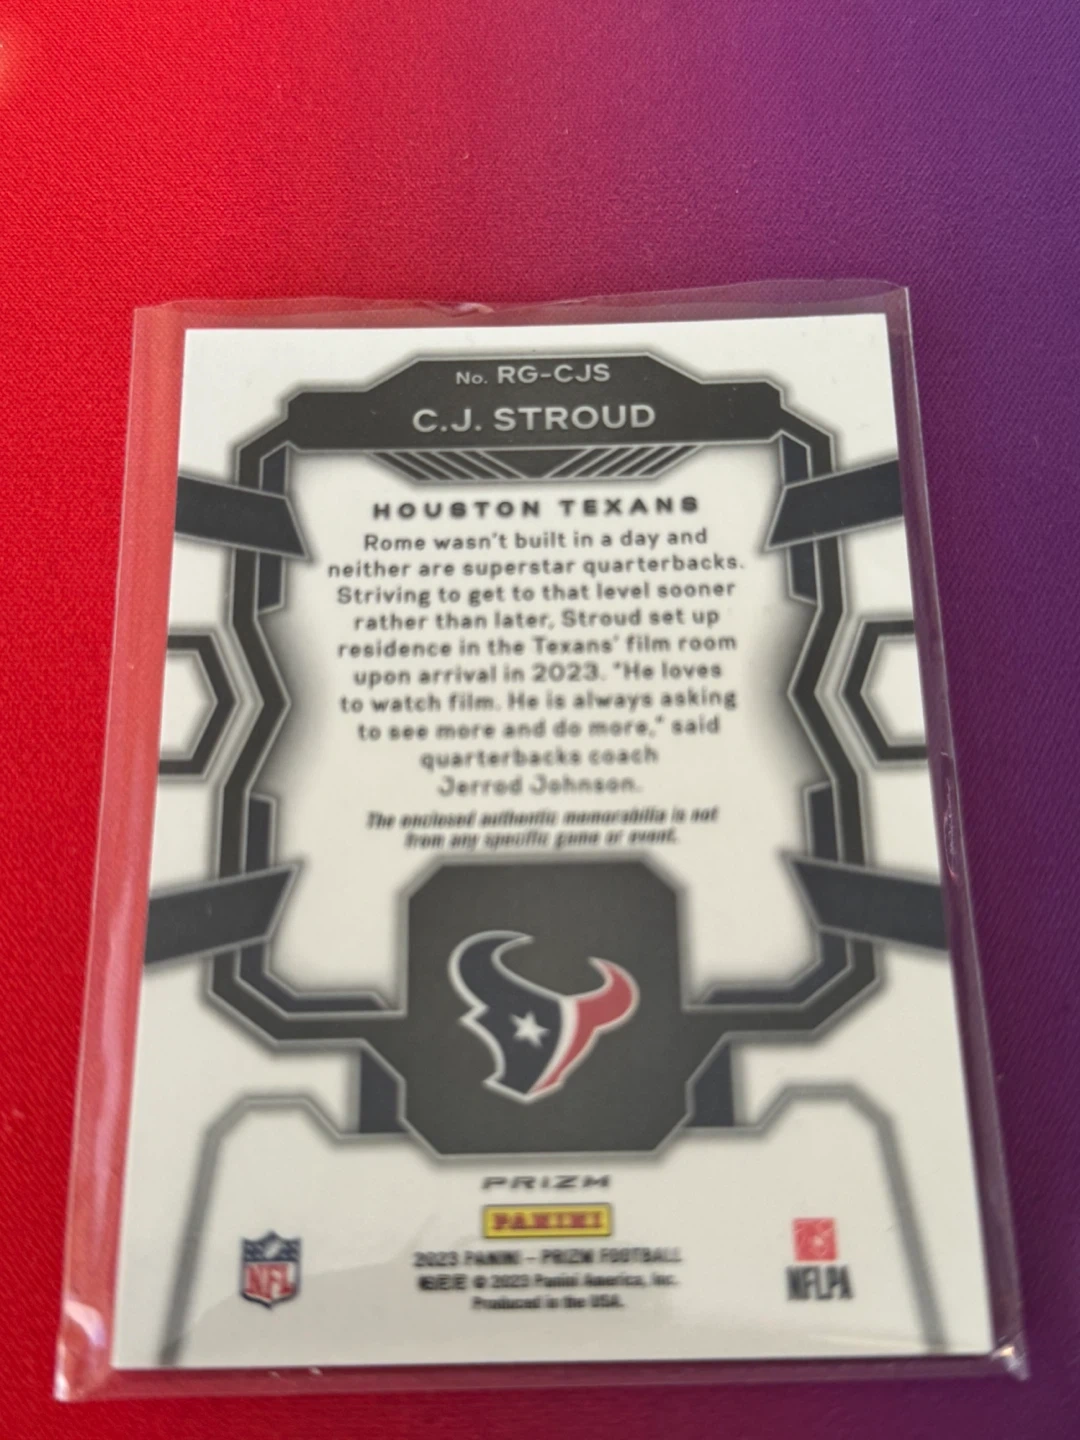 No. RG-CJS
C.J. STROUD
HOUSTON TEXANS
Rome wasn't built in a day and
neither are superstar quarterbacks.
Striving to get to that level sooner
rather than later, Stroud set up
residence in the Texans' film room
upon arrival in 2023. "He loves
to watch film. He is always asking
to see more and do more," said
quarterbacks coach
Jerrod Johnson.
The enclosed authentic memorabilia is not
from any specific game or event.
PRIZM
PANINI
NFL
2023 PANINI – PRIZM FOOTBALL
© 2023 Panini America, Inc.
Produced in the USA.
NFLPA